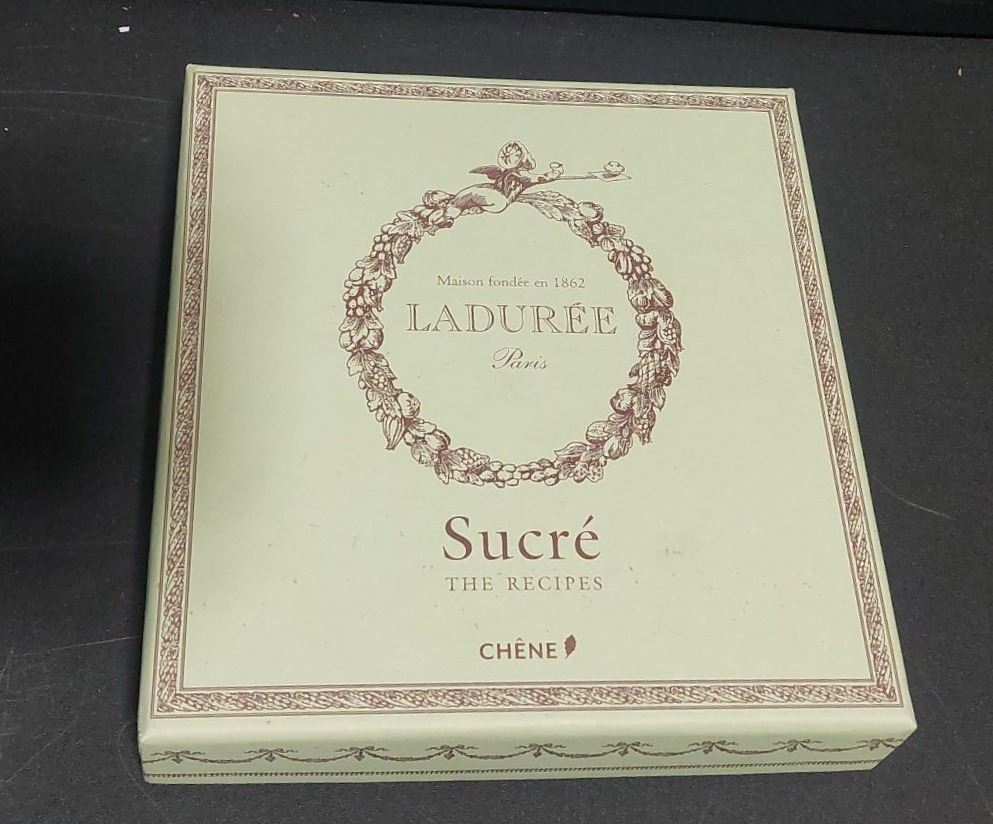 Maison fondée en 1862
LADURÉE
Paris
Sucré
THE RECIPES
CHÊNE